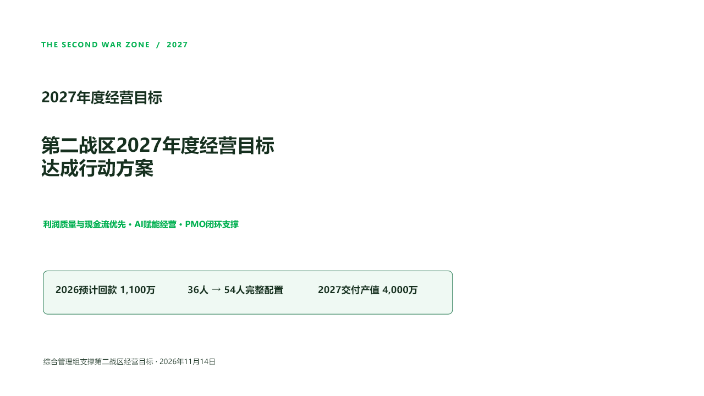 THE SECOND WAR ZONE / 2027
2027年度经营目标
第二战区2027年度经营目标
达成行动方案
利润质量与现金流优先 • AI赋能经营 • PMO闭环支撑
2026预计回款 1,100万 36人 → 54人完整配置 2027交付产值 4,000万
综合管理组支撑第二战区经营目标 · 2026年11月14日